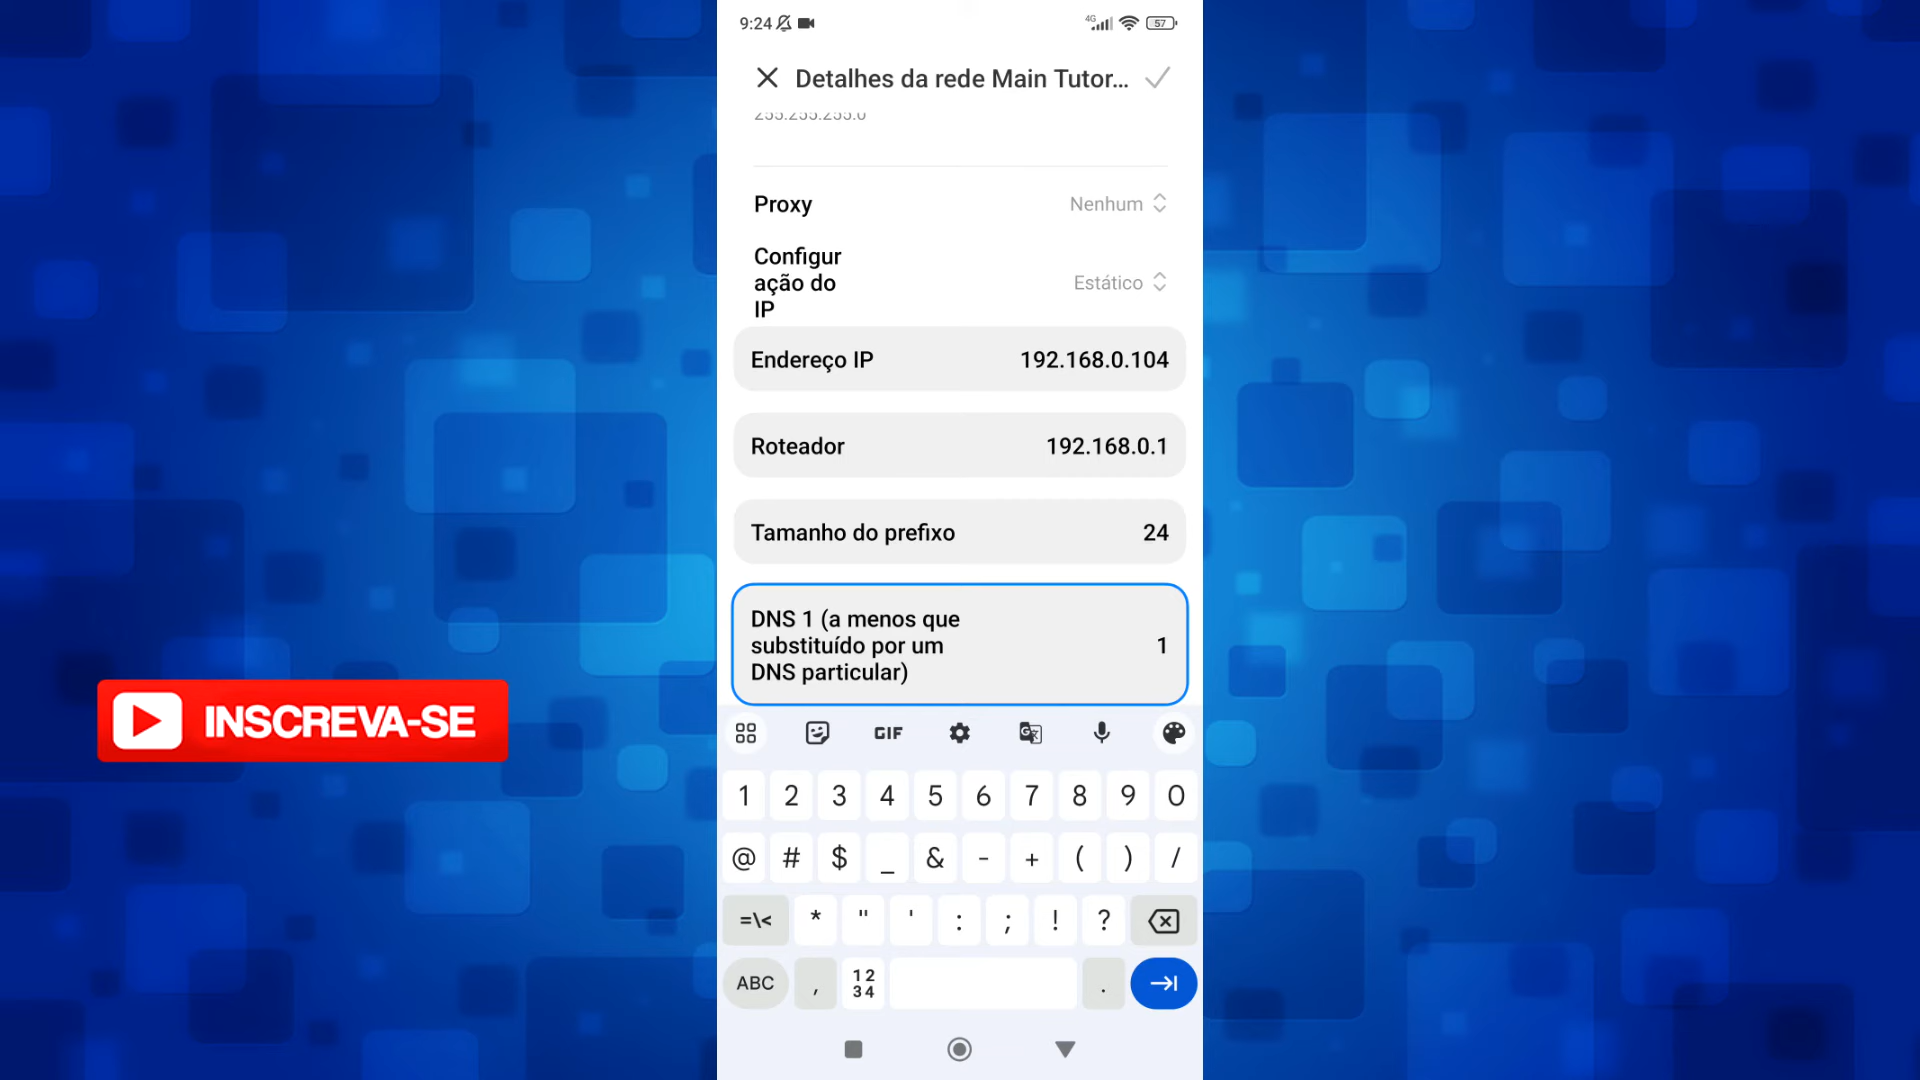 9:24
4G
57
Detalhes da rede Main Tutor...
255.255.255.0
Proxy
Nenhum
Configur
ação do
IP
Estático
Endereço IP
192.168.0.104
Roteador
192.168.0.1
Tamanho do prefixo
24
DNS 1 (a menos que
substituído por um
DNS particular)
1
INSCREVA-SE
GIF
1 2 3 4 5 6 7 8 9 0
@ # $ _ & - + ( ) /
=\< * " ' : ; ! ?
ABC , 12 34 .